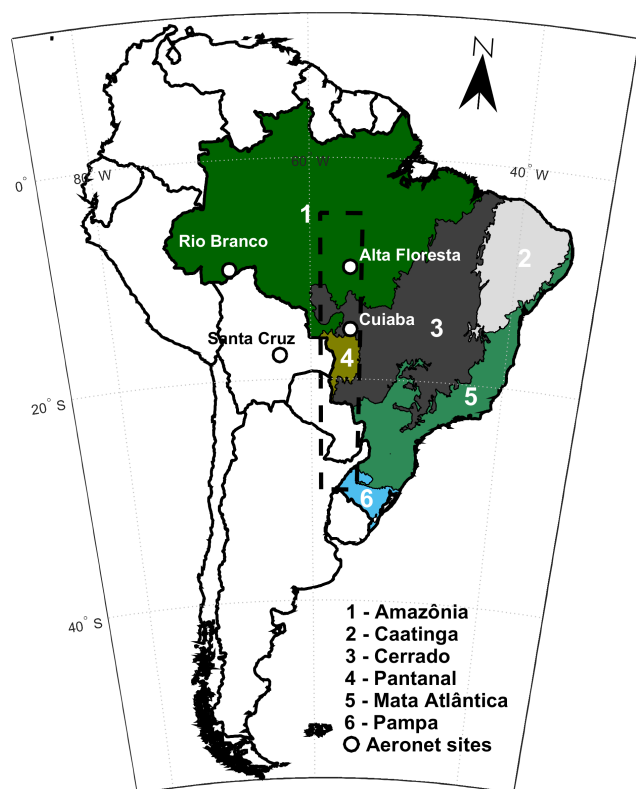 N
0° 80° W 60° W 40° W
1
Rio Branco
Alta Floresta
2
Santa Cruz
Cuiaba
3
4
5
20° S
6
40° S
1 - Amazônia
2 - Caatinga
3 - Cerrado
4 - Pantanal
5 - Mata Atlântica
6 - Pampa
Aeronet sites